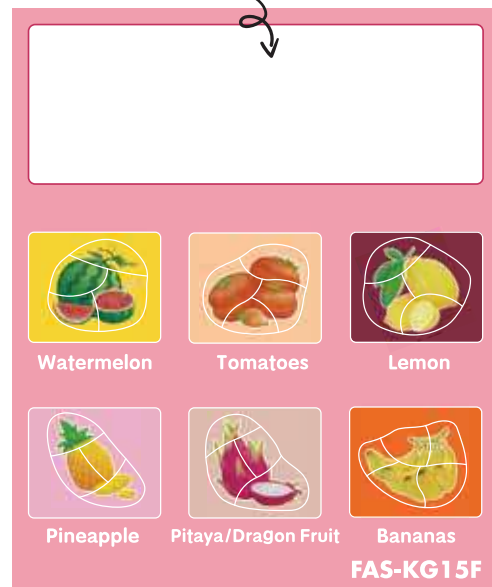 Watermelon Tomatoes Lemon
Pineapple Pitaya/Dragon Fruit Bananas
FAS-KG15F